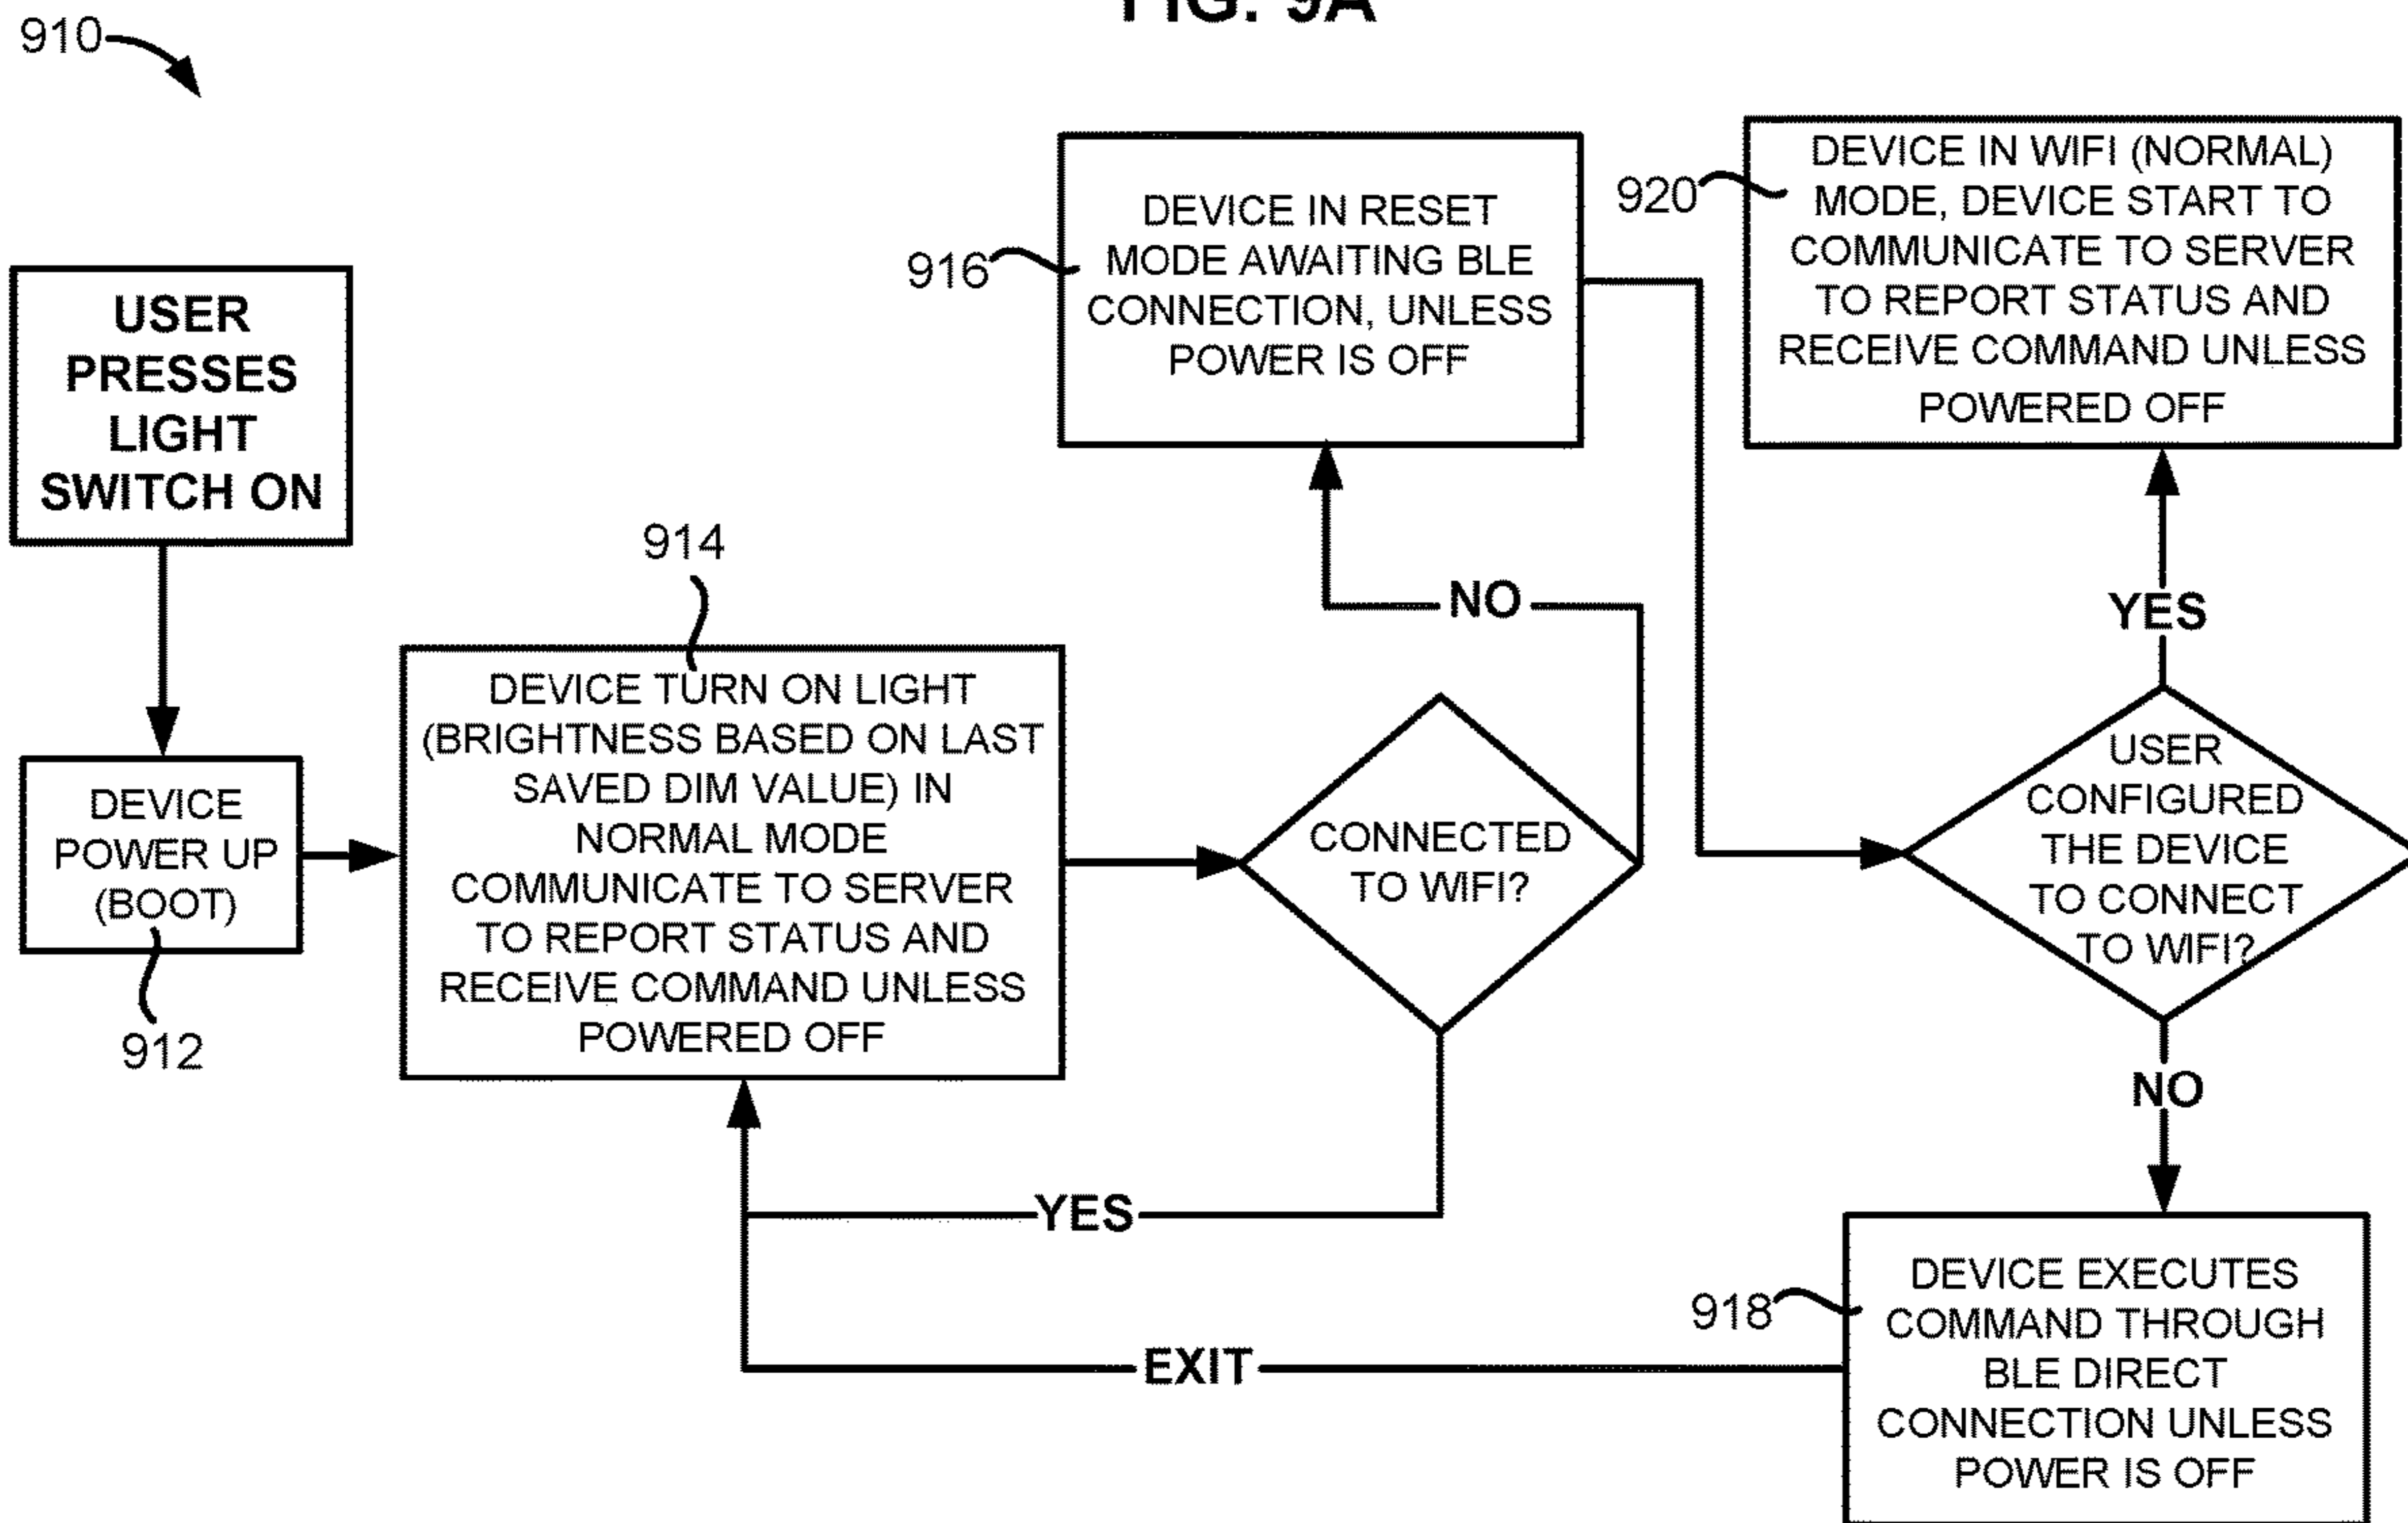 FIG. 9A
910
USER
PRESSES
LIGHT
SWITCH ON
DEVICE
POWER UP
(BOOT)
912
914
DEVICE TURN ON LIGHT
(BRIGHTNESS BASED ON LAST
SAVED DIM VALUE) IN
NORMAL MODE
COMMUNICATE TO SERVER
TO REPORT STATUS AND
RECEIVE COMMAND UNLESS
POWERED OFF
CONNECTED
TO WIFI?
NO
YES
916
DEVICE IN RESET
MODE AWAITING BLE
CONNECTION, UNLESS
POWER IS OFF
920
DEVICE IN WIFI (NORMAL)
MODE, DEVICE START TO
COMMUNICATE TO SERVER
TO REPORT STATUS AND
RECEIVE COMMAND UNLESS
POWERED OFF
YES
USER
CONFIGURED
THE DEVICE
TO CONNECT
TO WIFI?
NO
918
DEVICE EXECUTES
COMMAND THROUGH
BLE DIRECT
CONNECTION UNLESS
POWER IS OFF
EXIT